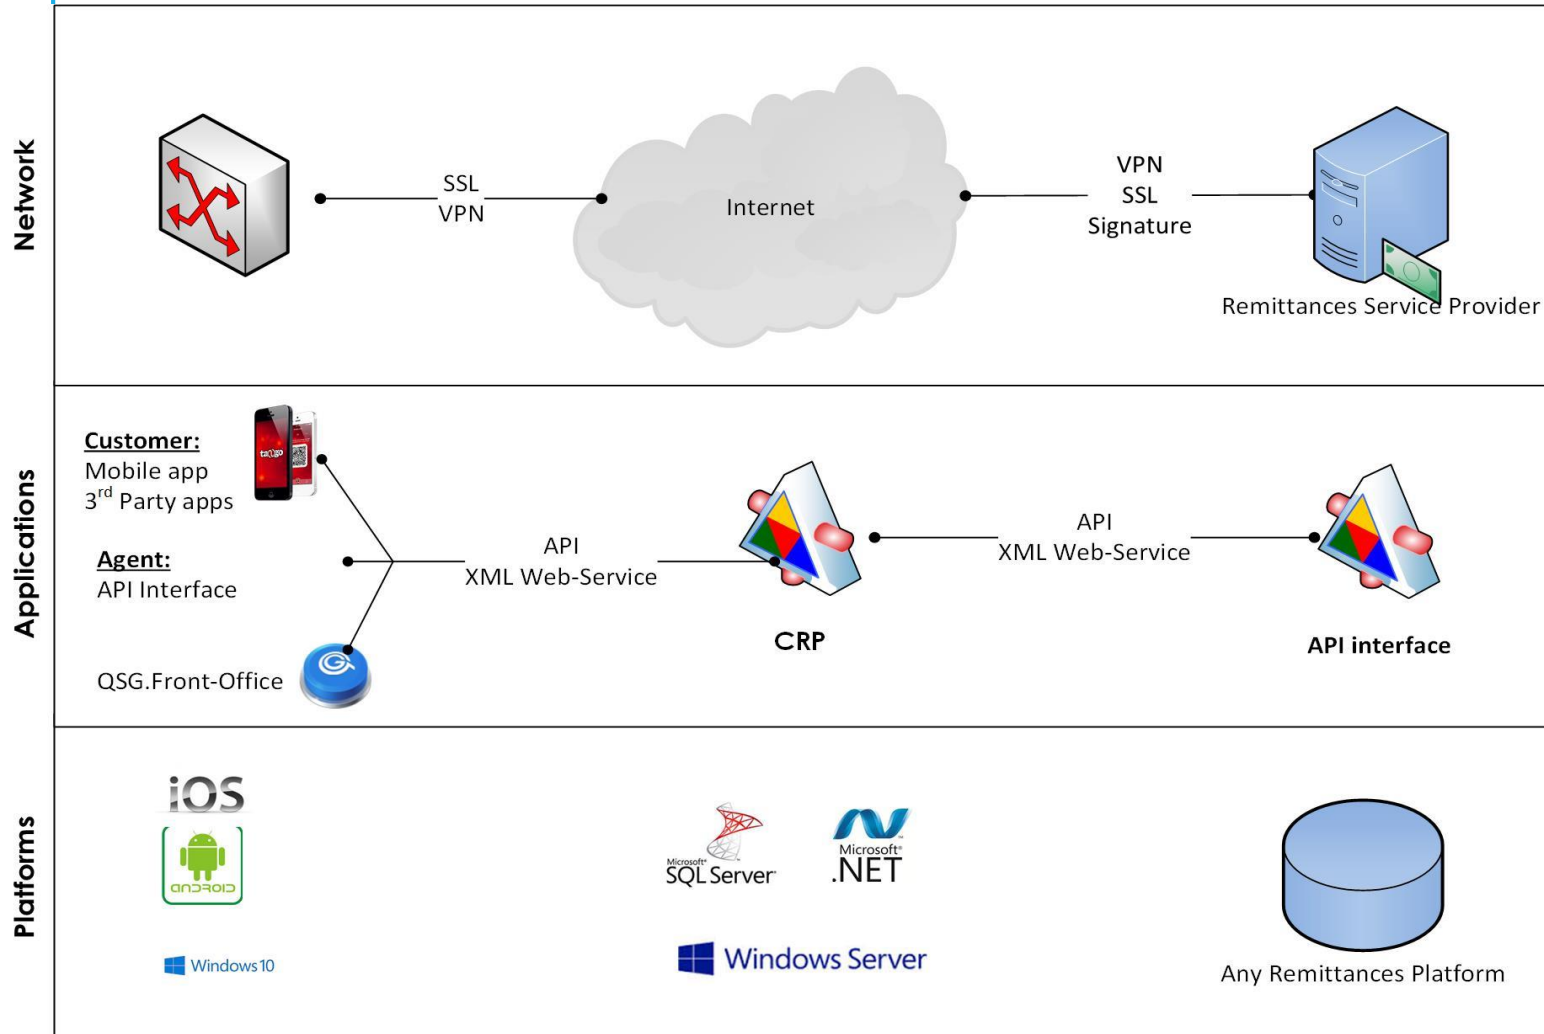 Network
SSL
VPN
Internet
VPN
SSL
Signature
Remittances Service Provider
Applications
Customer:
Mobile app
3rd Party apps
Agent:
API Interface
QSG.Front-Office
API
XML Web-Service
CRP
API
XML Web-Service
API interface
Platforms
iOS
ANDROID
Windows 10
Microsoft®
SQL Server®
Microsoft®
.NET
Windows Server
Any Remittances Platform